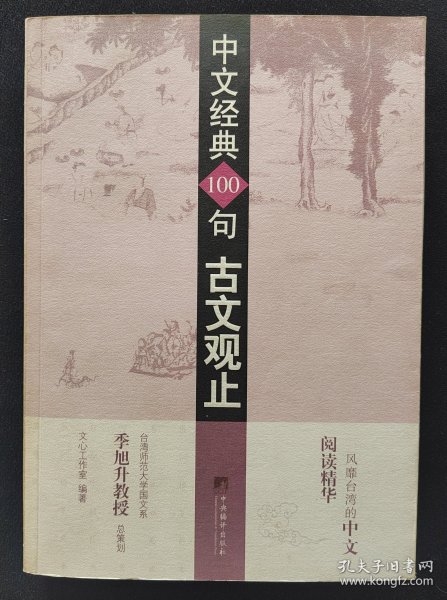 中文经典
100
句
古文观止
风靡台湾的中文
阅读精华
台湾师范大学国文系
季旭升教授 总策划
文心工作室 编著
中央编译出版社
孔夫子旧书网
www.kongfz.com